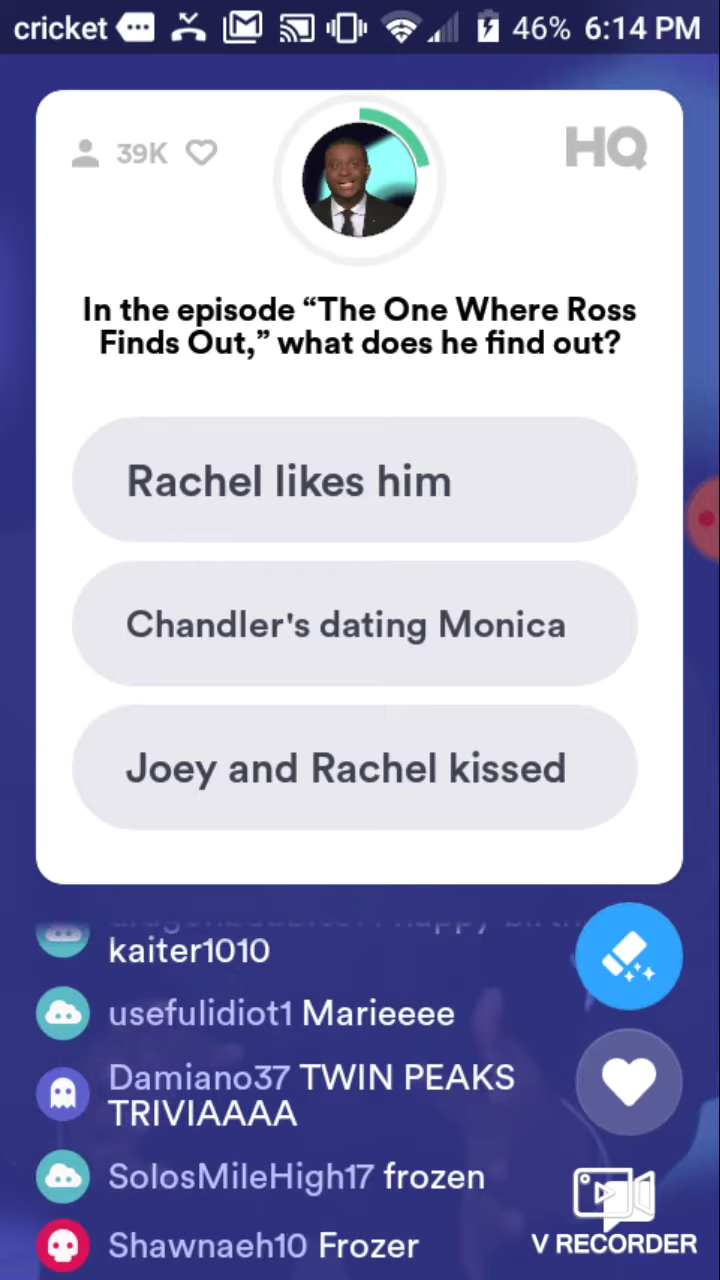 cricket 46% 6:14 PM
39K HQ
In the episode “The One Where Ross
Finds Out,” what does he find out?
Rachel likes him
Chandler's dating Monica
Joey and Rachel kissed
kaiter1010
usefulidiot1 Marieeee
Damiano37 TWIN PEAKS
TRIVIAAAA
SolosMileHigh17 frozen
Shawnaeh10 Frozer
V RECORDER